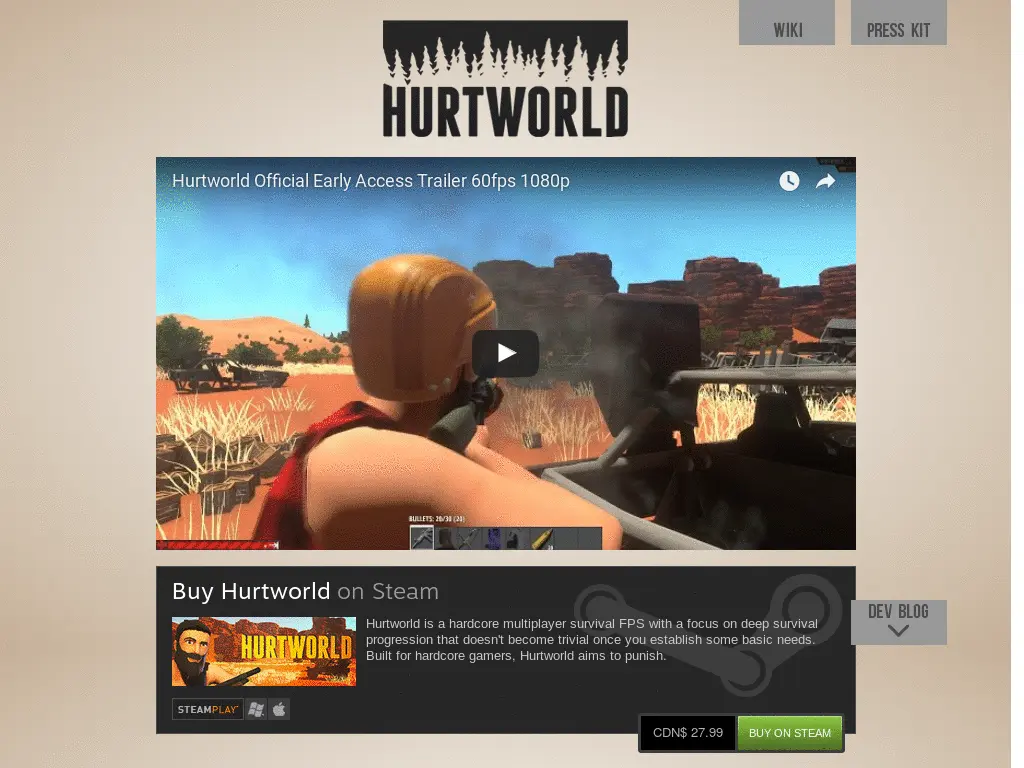 WIKI
PRESS KIT
HURTWORLD
Hurtworld Official Early Access Trailer 60fps 1080p
BULLETS: 20/30 (20)
Buy Hurtworld on Steam
HURTWORLD
Hurtworld is a hardcore multiplayer survival FPS with a focus on deep survival
progression that doesn't become trivial once you establish some basic needs.
Built for hardcore gamers, Hurtworld aims to punish.
STEAMPLAY
CDN$ 27.99
BUY ON STEAM
DEV BLOG